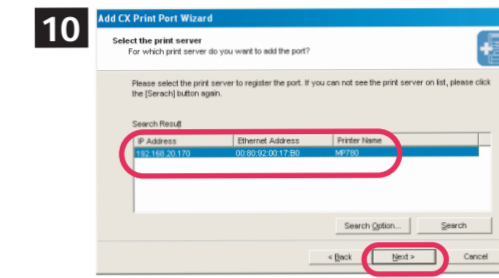 10
Add CX Print Port Wizard
Select the print server
For which print server do you want to add the port?
Please select the print server to register the port. If you can not see the print server on list, please click
the [Serach] button again.
Search Result
IP Address Ethernet Address Printer Name
192.168.20.170 00:80:92:00:17:B0 MP780
Search Option... Search
< Back Next > Cancel